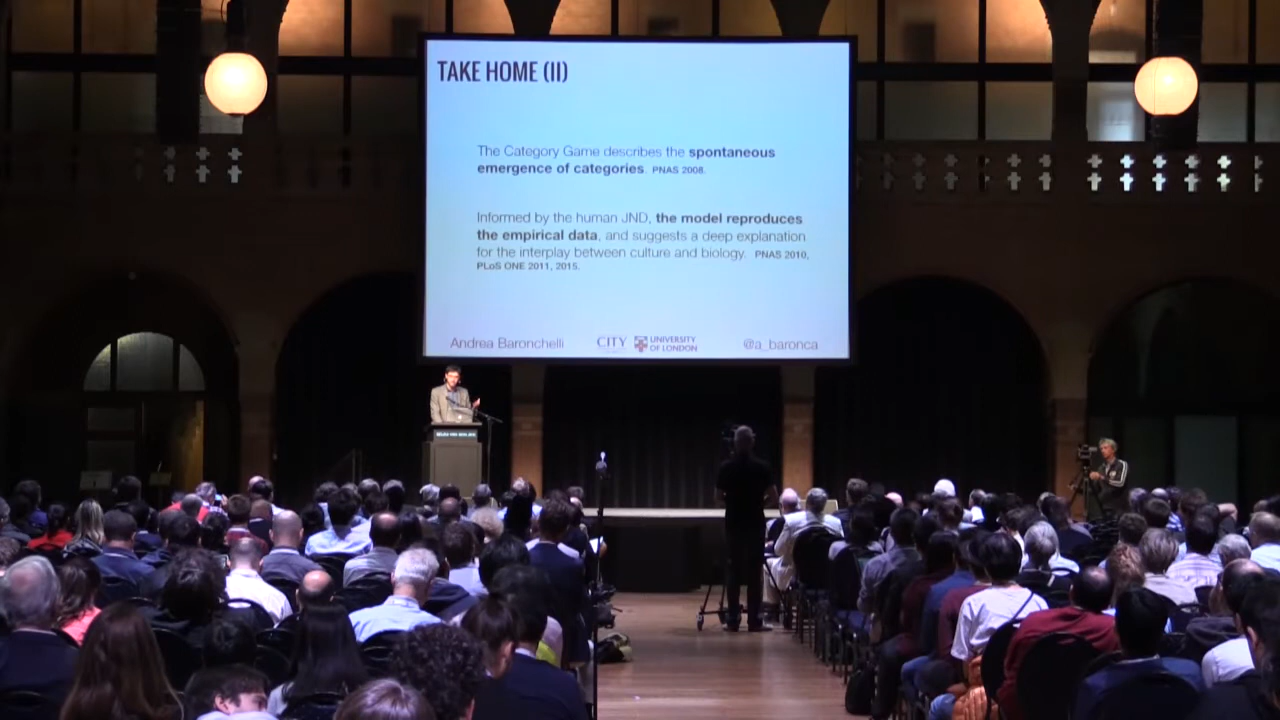 TAKE HOME (II)
The Category Game describes the spontaneous
emergence of categories. PNAS 2008.
Informed by the human JND, the model reproduces
the empirical data, and suggests a deep explanation
for the interplay between culture and biology. PNAS 2010,
PLoS ONE 2011, 2015.
Andrea Baronchelli
CITY UNIVERSITY
OF LONDON
@a_baronca